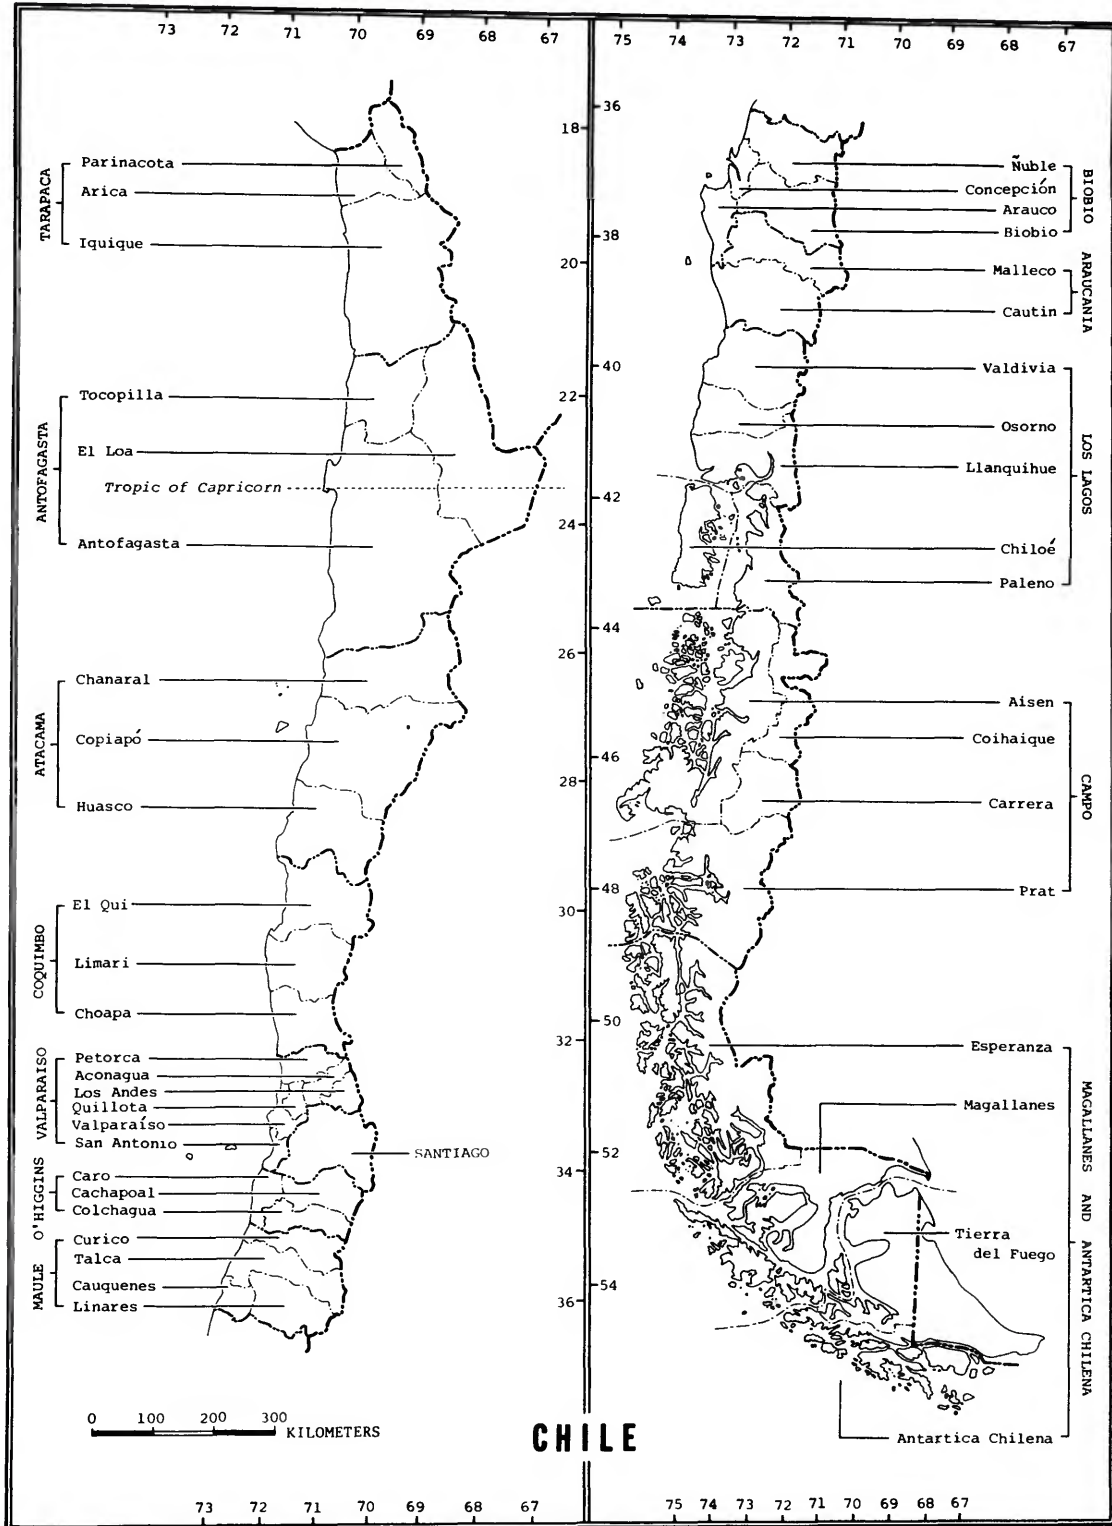 73 72 71 70 69 68 67
75 74 73 72 71 70 69 68 67
TARAPACA
Parinacota
Arica
Iquique
ANTOFAGASTA
Tocopilla
El Loa
Tropic of Capricorn
Antofagasta
ATACAMA
Chanaral
Copiapó
Huasco
COQUIMBO
El Qui
Limari
Choapa
VALPARAISO
Petorca
Aconagua
Los Andes
Quillota
Valparaíso
San Antonio
SANTIAGO
O'HIGGINS
Caro
Cachapoal
Colchagua
MAULE
Curico
Talca
Cauquenes
Linares
18
20
22
24
26
28
30
32
34
36
36
38
40
42
44
46
48
50
52
54
BIOBIO
Ñuble
Concepción
Arauco
Biobio
ARAUCANIA
Malleco
Cautin
LOS LAGOS
Valdivia
Osorno
Llanquihue
Chiloé
Paleno
CAMPO
Aisen
Coihaique
Carrera
Prat
MAGALLANES AND ANTARTICA CHILENA
Esperanza
Magallanes
Tierra
del Fuego
Antartica Chilena
0 100 200 300
KILOMETERS
CHILE
73 72 71 70 69 68 67
75 74 73 72 71 70 69 68 67